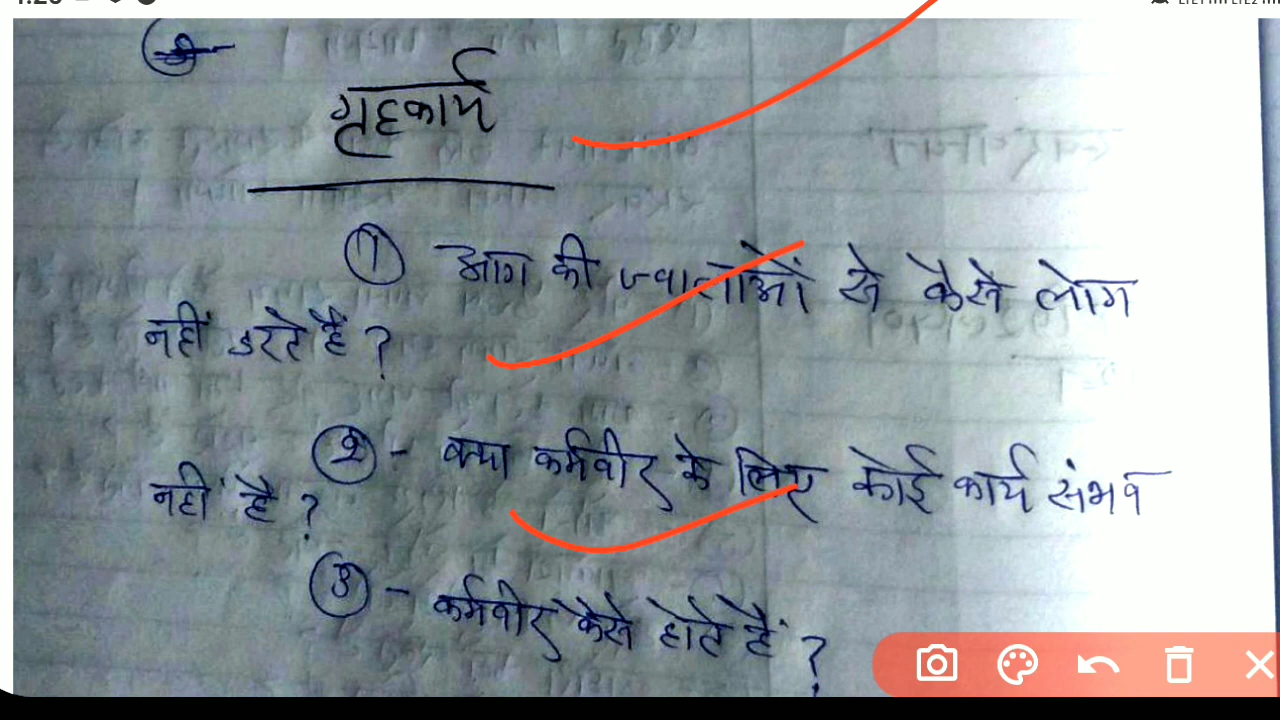 गृहकार्य
① आग की ज्वालाओं से कैसे लोग
नहीं डरते हैं ?
② - क्या कर्मवीर के लिए कोई कार्य संभव
नहीं है ?
③ - कर्मवीर कैसे होते हैं ?